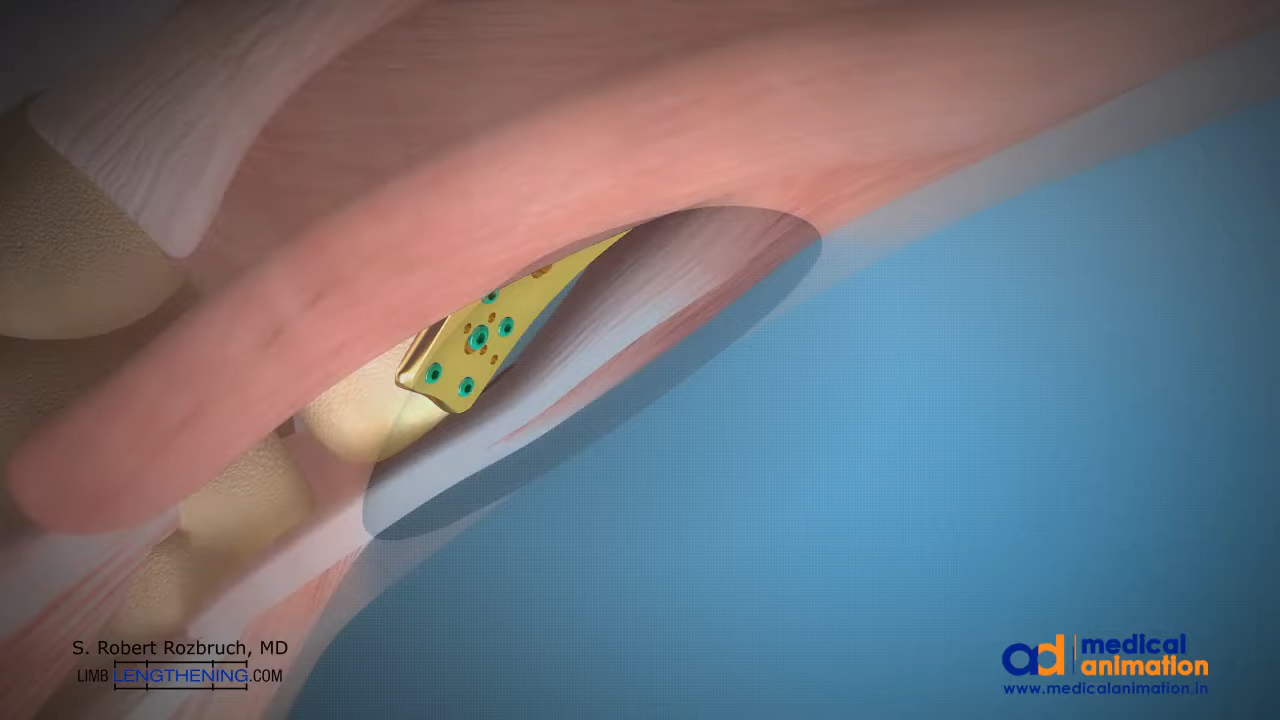 S. Robert Rozbruch, MD
LIMB LENGTHENING.COM
ad medical
animation
www.medicalanimation.in